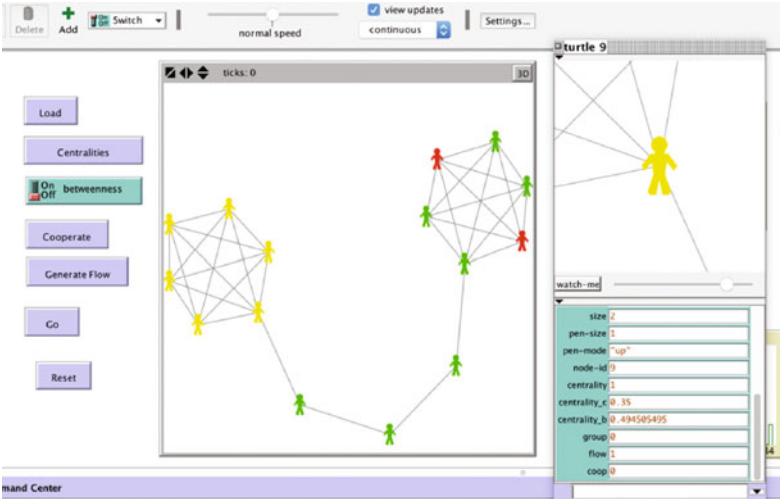 Delete
Add
On
Off
Switch
normal speed
view updates
continuous
Settings...
ticks: 0
3D
Load
Centralities
On
Off
betweenness
Cooperate
Generate Flow
Go
Reset
turtle 9
watch-me
size 2
pen-size 1
pen-mode "up"
node-id 9
centrality 1
centrality_c 0.35
centrality_b 0.494505495
group 0
flow 1
coop 0
mand Center